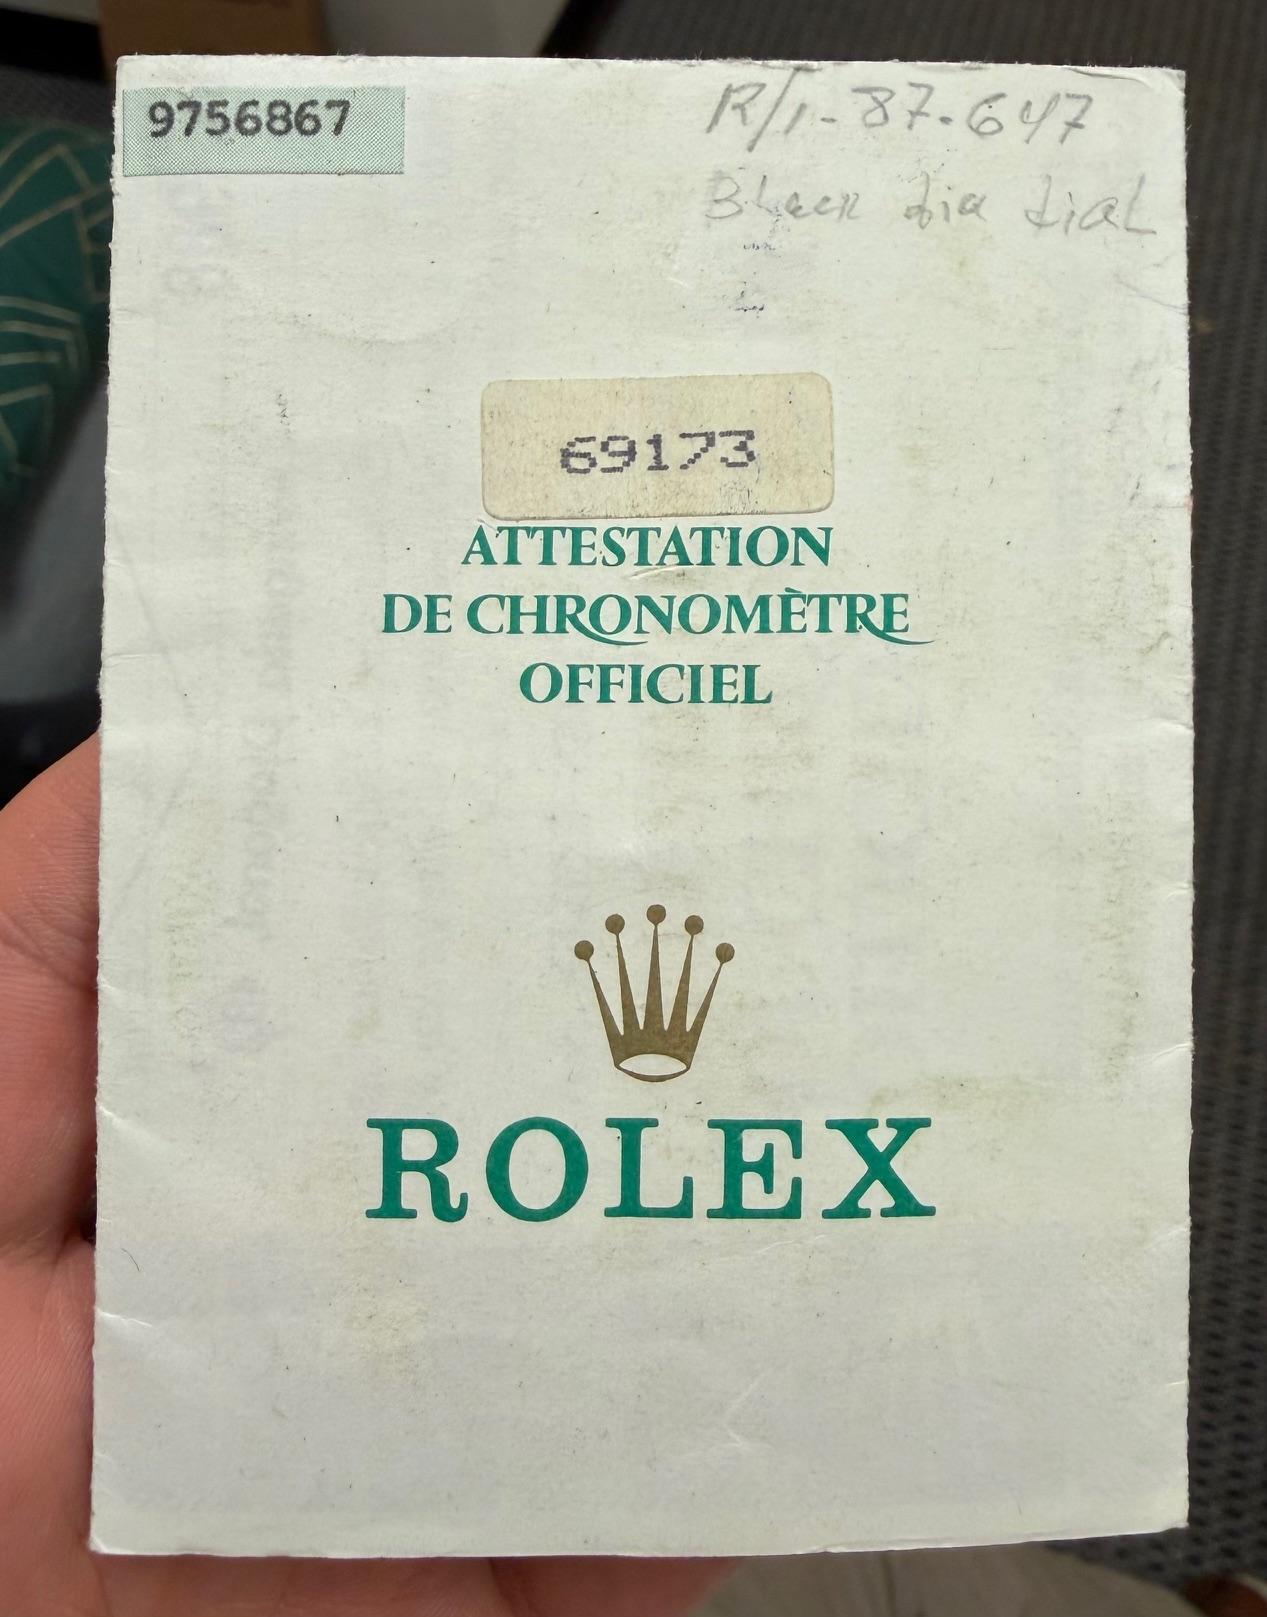 9756867
R/1-87.647
Black dia dial
69173
ATTESTATION
DE CHRONOMÈTRE
OFFICIEL
ROLEX